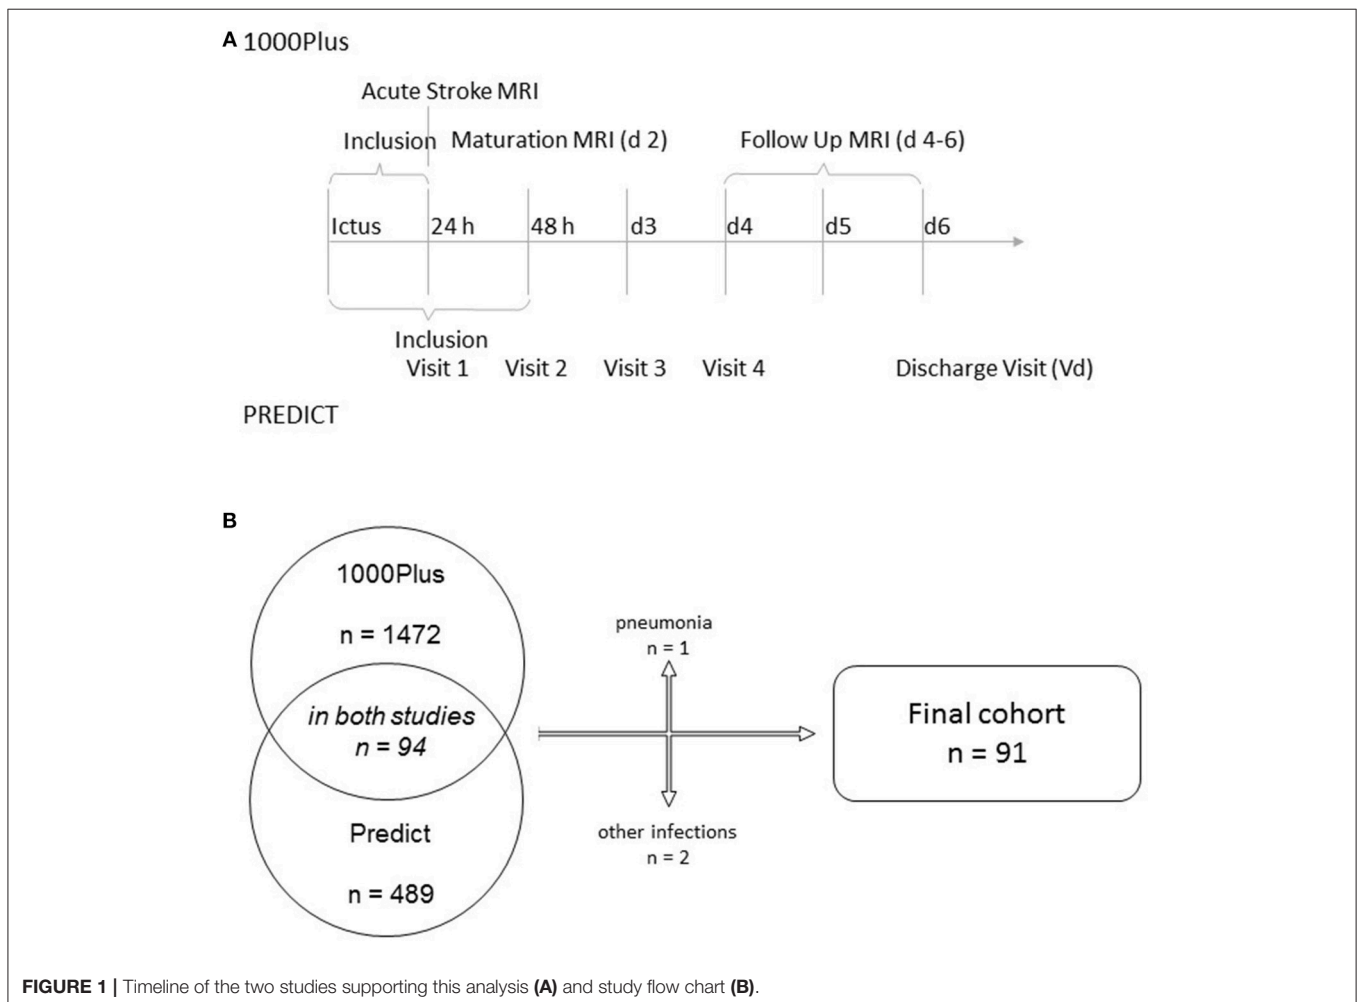 A 1000Plus
Acute Stroke MRI
Inclusion Maturation MRI (d 2) Follow Up MRI (d 4-6)
Ictus 24 h 48 h d3 d4 d5 d6
Inclusion
Visit 1 Visit 2 Visit 3 Visit 4 Discharge Visit (Vd)
PREDICT
B
1000Plus
n = 1472
in both studies
n = 94
Predict
n = 489
pneumonia
n = 1
other infections
n = 2
Final cohort
n = 91
FIGURE 1 | Timeline of the two studies supporting this analysis (A) and study flow chart (B).